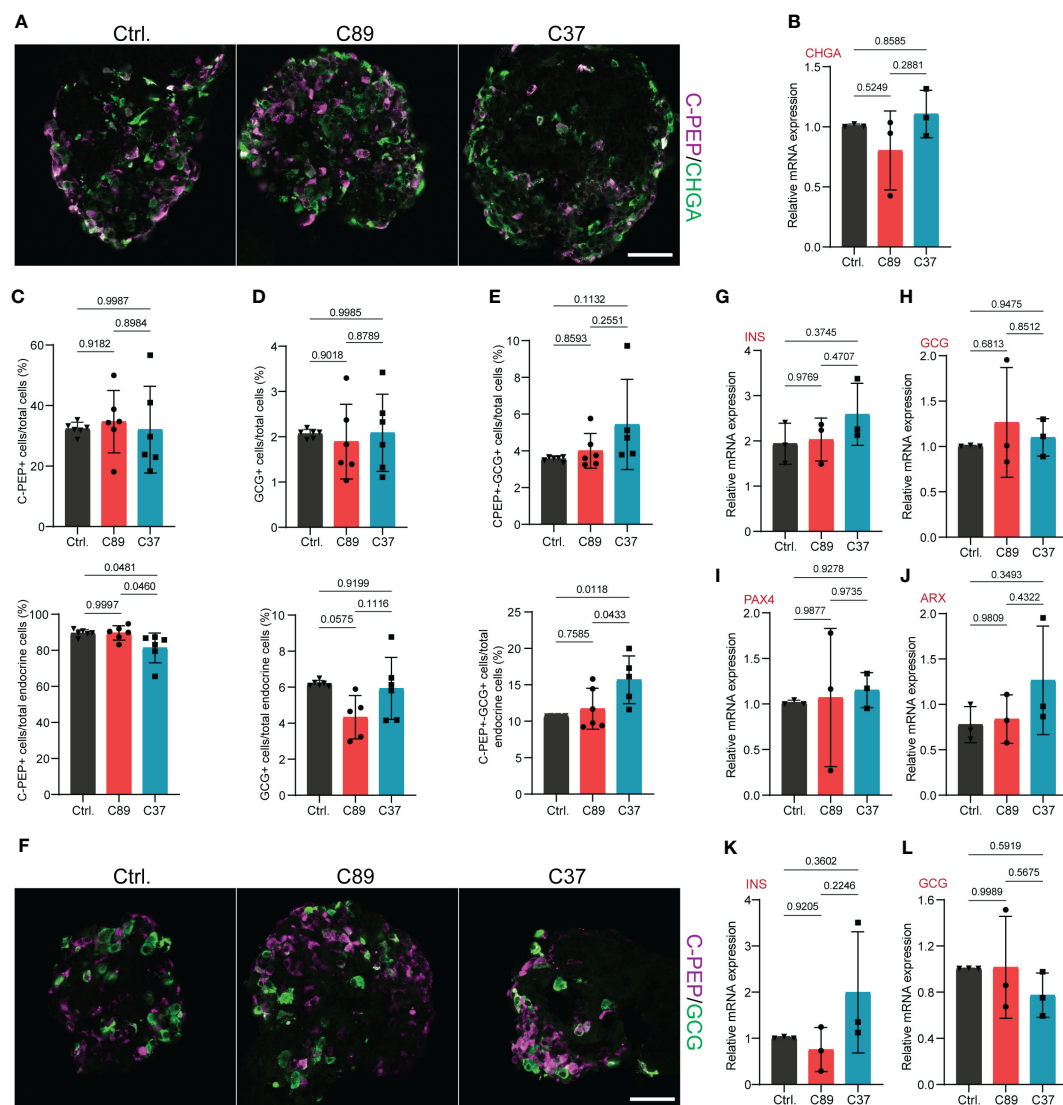 A
Ctrl.
C89
C37
C-PEP/CHGA
B
CHGA
0.8585
0.2881
0.5249
Relative mRNA expression
1.5
1.0
0.5
0.0
Ctrl.
C89
C37
C
0.9987
0.8984
0.9182
C-PEP+ cells/total cells (%)
60
40
20
0
Ctrl.
C89
C37
0.0481
0.0460
0.9997
C-PEP+ cells/total endocrine cells (%)
100
80
60
40
20
0
Ctrl.
C89
C37
D
0.9985
0.8789
0.9018
GCG+ cells/total cells (%)
4
3
2
1
0
Ctrl.
C89
C37
0.9199
0.1116
0.0575
GCG+ cells/total endocrine cells (%)
10
8
6
4
2
0
Ctrl.
C89
C37
E
0.1132
0.2551
0.8593
CPEP+-GCG+ cells/total cells (%)
10
8
6
4
2
0
Ctrl.
C89
C37
0.0118
0.0433
0.7585
C-PEP+-GCG+ cells/total
endocrine cells (%)
25
20
15
10
5
0
Ctrl.
C89
C37
F
Ctrl.
C89
C37
C-PEP/GCG
G
INS
0.3745
0.4707
0.9769
Relative mRNA expression
4
3
2
1
0
Ctrl.
C89
C37
H
GCG
0.9475
0.8512
0.6813
Relative mRNA expression
2.0
1.5
1.0
0.5
0.0
Ctrl.
C89
C37
I
PAX4
0.9278
0.9735
0.9877
Relative mRNA expression
2.0
1.5
1.0
0.5
0.0
Ctrl.
C89
C37
J
ARX
0.3493
0.4322
0.9809
Relative mRNA expression
2.0
1.5
1.0
0.5
0.0
Ctrl.
C89
C37
K
INS
0.3602
0.2246
0.9205
Relative mRNA expression
4
3
2
1
0
Ctrl.
C89
C37
L
GCG
0.5919
0.5675
0.9989
Relative mRNA expression
1.6
1.2
0.8
0.4
0.0
Ctrl.
C89
C37